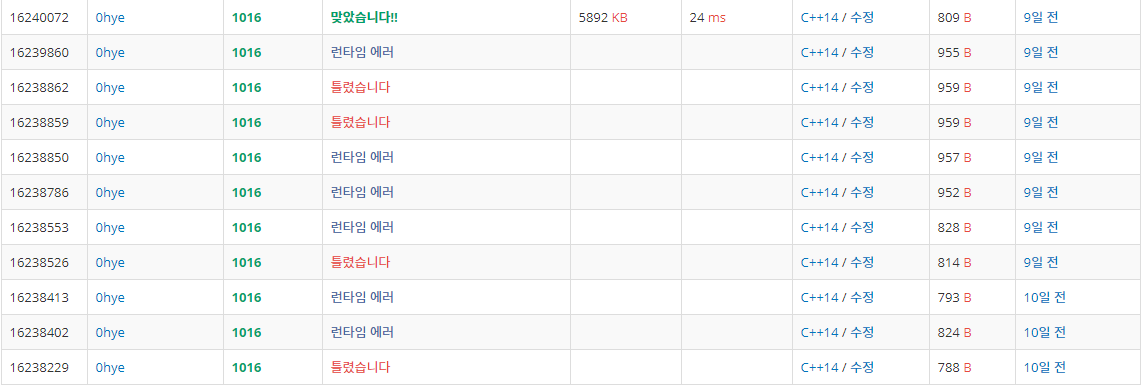 16240072 0hye 1016 맞았습니다!! 5892 KB 24 ms C++14 / 수정 809 B 9일 전
16239860 0hye 1016 런타임 에러 C++14 / 수정 955 B 9일 전
16238862 0hye 1016 틀렸습니다 C++14 / 수정 959 B 9일 전
16238859 0hye 1016 틀렸습니다 C++14 / 수정 959 B 9일 전
16238850 0hye 1016 런타임 에러 C++14 / 수정 957 B 9일 전
16238786 0hye 1016 런타임 에러 C++14 / 수정 952 B 9일 전
16238553 0hye 1016 런타임 에러 C++14 / 수정 828 B 9일 전
16238526 0hye 1016 틀렸습니다 C++14 / 수정 814 B 9일 전
16238413 0hye 1016 런타임 에러 C++14 / 수정 793 B 10일 전
16238402 0hye 1016 런타임 에러 C++14 / 수정 824 B 10일 전
16238229 0hye 1016 틀렸습니다 C++14 / 수정 788 B 10일 전